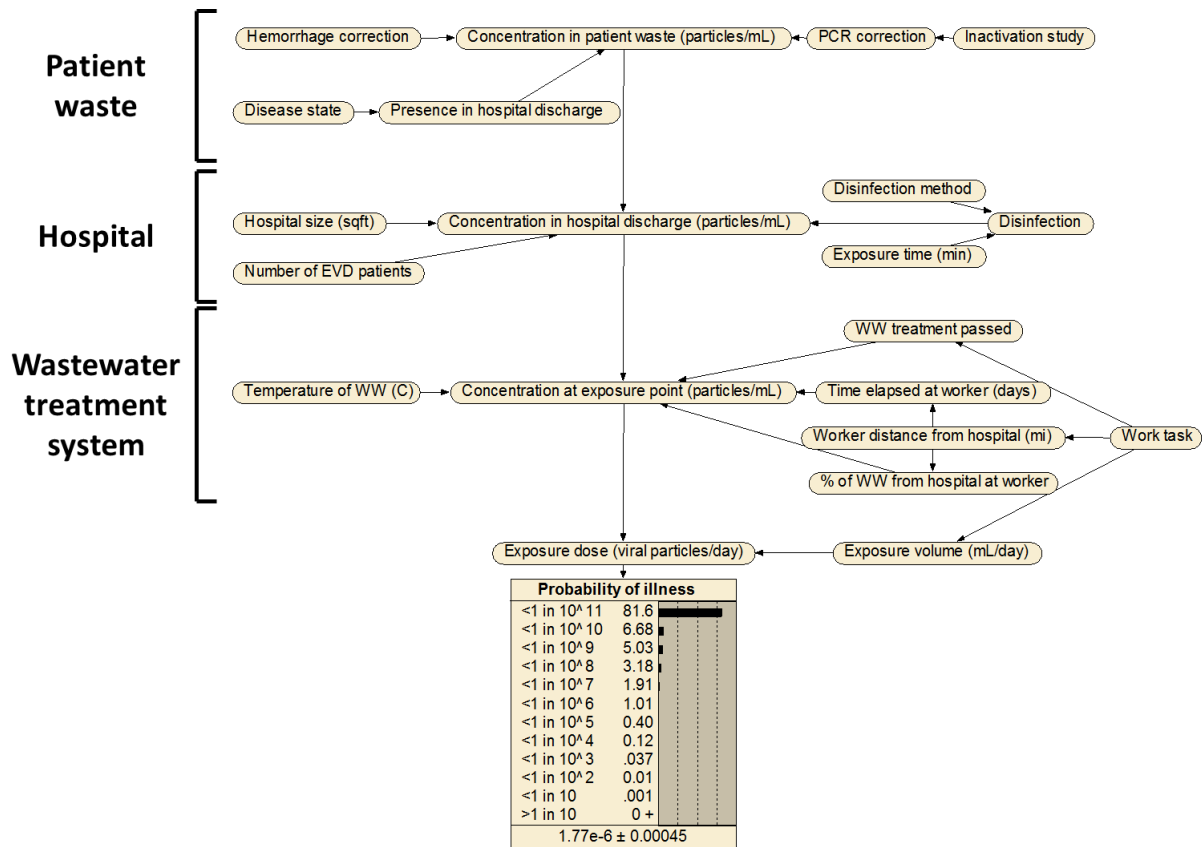 Patient
waste
Hemorrhage correction
Concentration in patient waste (particles/mL)
PCR correction
Inactivation study
Disease state
Presence in hospital discharge
Hospital
Disinfection method
Hospital size (sqft)
Concentration in hospital discharge (particles/mL)
Disinfection
Exposure time (min)
Number of EVD patients
Wastewater
treatment
system
WW treatment passed
Temperature of WW (C)
Concentration at exposure point (particles/mL)
Time elapsed at worker (days)
Worker distance from hospital (mi)
Work task
% of WW from hospital at worker
Exposure dose (viral particles/day)
Exposure volume (mL/day)
Probability of illness
<1 in 10^ 11 81.6
<1 in 10^ 10 6.68
<1 in 10^ 9 5.03
<1 in 10^ 8 3.18
<1 in 10^ 7 1.91
<1 in 10^ 6 1.01
<1 in 10^ 5 0.40
<1 in 10^ 4 0.12
<1 in 10^ 3 .037
<1 in 10^ 2 0.01
<1 in 10 .001
>1 in 10 0 +
1.77e-6 ± 0.00045